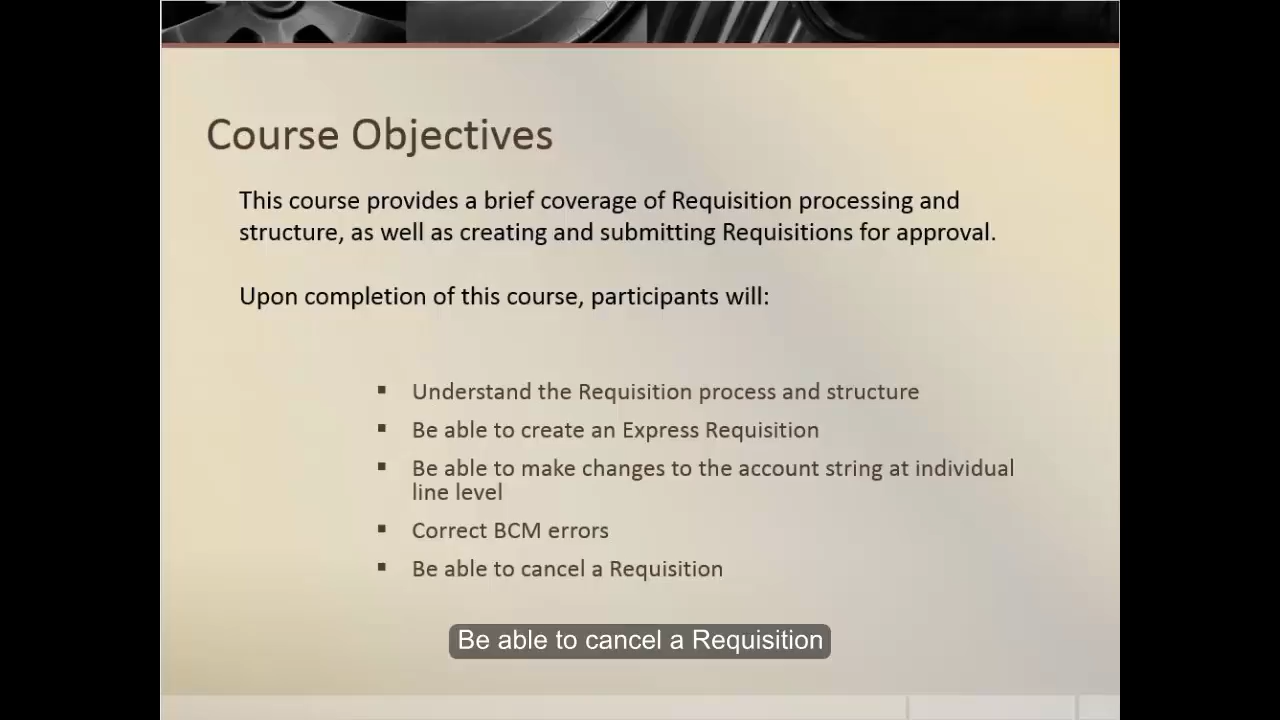 Course Objectives
This course provides a brief coverage of Requisition processing and
structure, as well as creating and submitting Requisitions for approval.
Upon completion of this course, participants will:
▪ Understand the Requisition process and structure
▪ Be able to create an Express Requisition
▪ Be able to make changes to the account string at individual
line level
▪ Correct BCM errors
▪ Be able to cancel a Requisition
Be able to cancel a Requisition